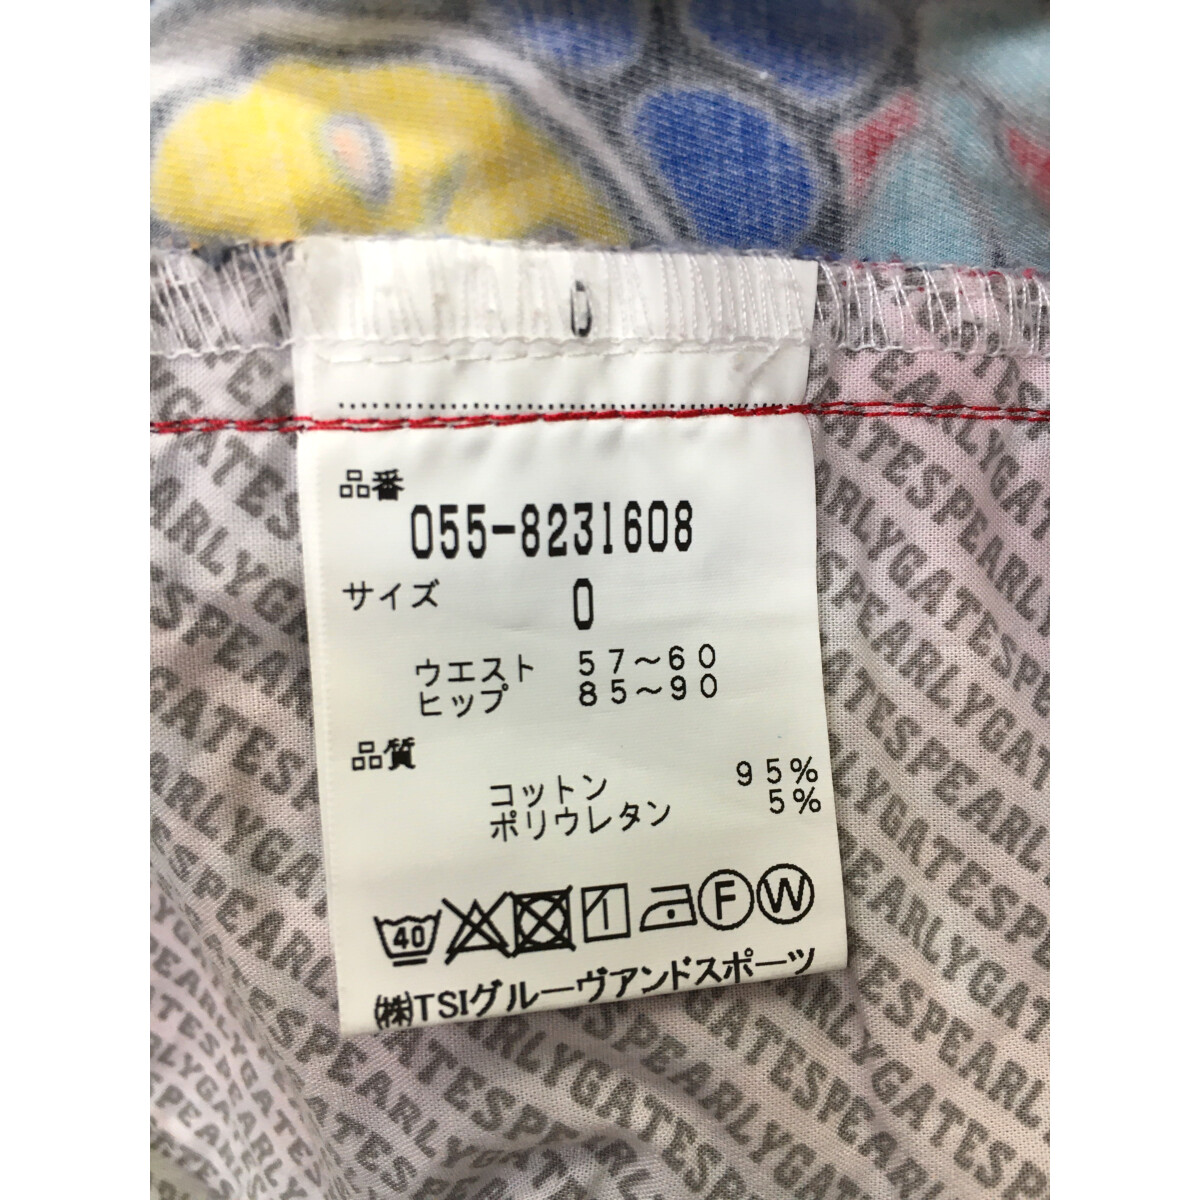 0
品番
055-8231608
サイズ 0
ウエスト 57~60
ヒップ 85~90
品質
コットン 95%
ポリウレタン 5%
40 F W
㈱TSIグルーヴアンドスポーツ
PEARLYGATES